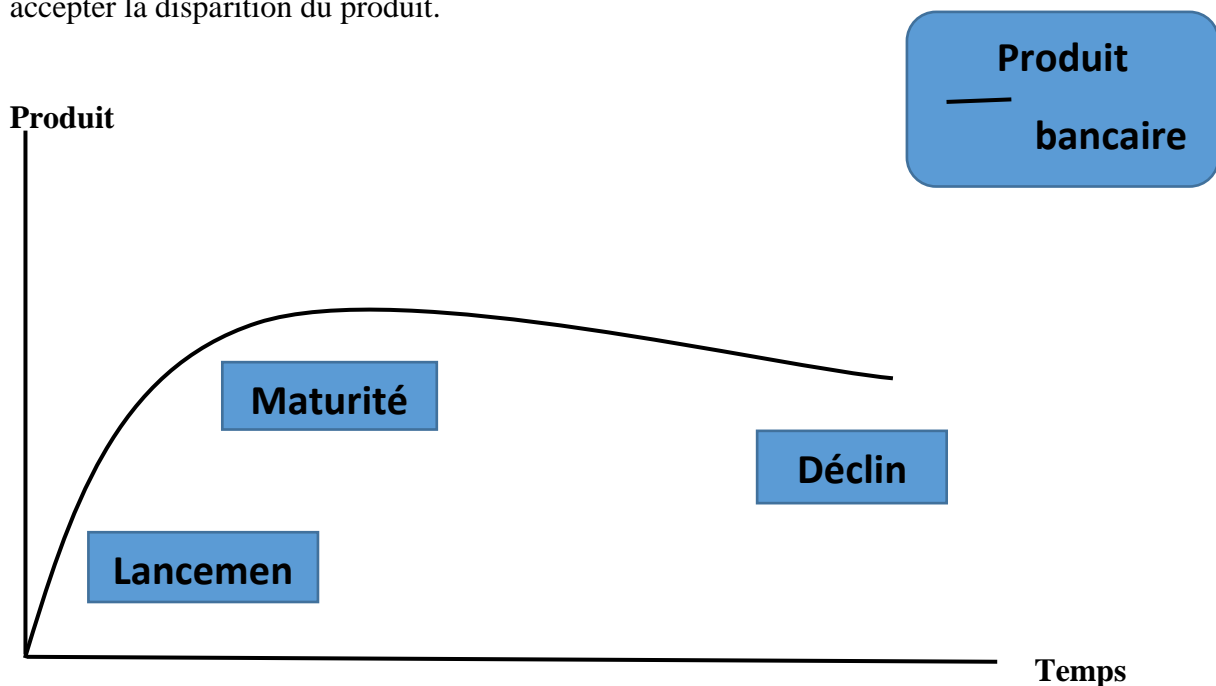 accepter la disparition du produit.
Produit
bancaire
Produit
Maturité
Déclin
Lancemen
Temps